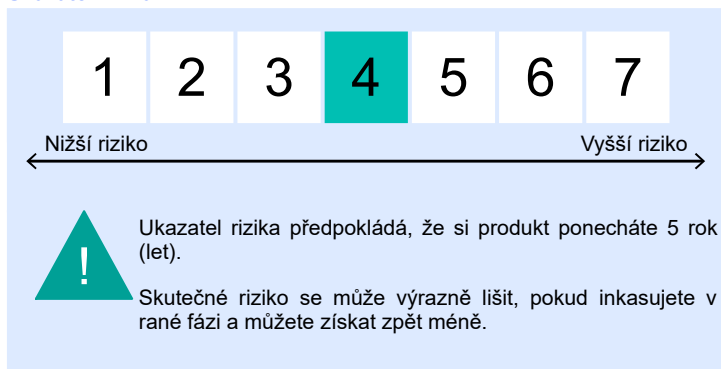 1 2 3 4 5 6 7
Nižší riziko Vyšší riziko
Ukazatel rizika předpokládá, že si produkt ponecháte 5 rok
(let).
!
Skutečné riziko se může výrazně lišit, pokud inkasujete v
rané fázi a můžete získat zpět méně.